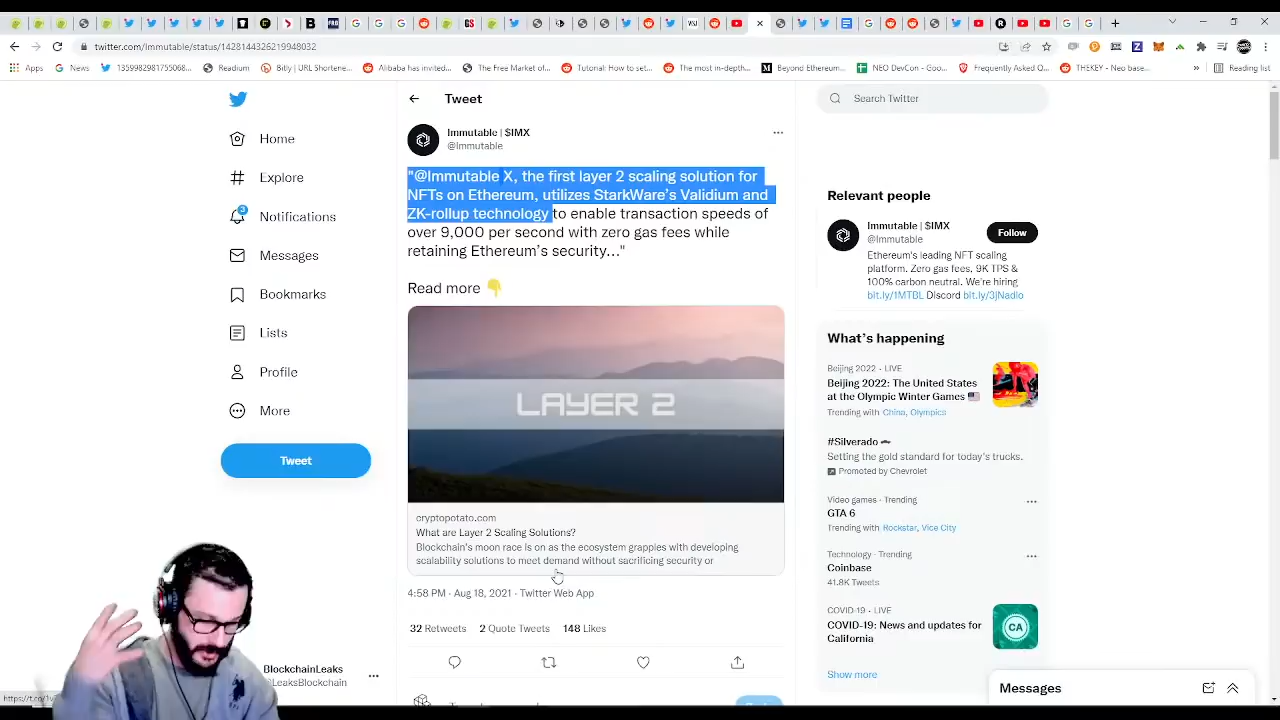 twitter.com/Immutable/status/1428144326219948032
Apps
News
1359982981755068...
Readium
Bitly | URL Shortene...
Alibaba has invited...
The Free Market of...
Tutorial: How to set...
The most in-depth...
Beyond Ethereum...
NEO DevCon - Goo...
Frequently Asked Q...
THEKEY - Neo base...
»
Reading list
Home
Explore
Notifications
3
Messages
Bookmarks
Lists
Profile
More
Tweet
BlockchainLeaks
@LeaksBlockchain
Tweet
Immutable | $IMX
@Immutable
"@Immutable X, the first layer 2 scaling solution for
NFTs on Ethereum, utilizes StarkWare's Validium and
ZK-rollup technology to enable transaction speeds of
over 9,000 per second with zero gas fees while
retaining Ethereum's security..."
Read more 👇
LAYER 2
cryptopotato.com
What are Layer 2 Scaling Solutions?
Blockchain's moon race is on as the ecosystem grapples with developing
scalability solutions to meet demand without sacrificing security or
4:58 PM · Aug 18, 2021 · Twitter Web App
32 Retweets 2 Quote Tweets 148 Likes
Search Twitter
Relevant people
Immutable | $IMX
@Immutable
Follow
Ethereum's leading NFT scaling
platform. Zero gas fees. 9K TPS &
100% carbon neutral. We're hiring
bit.ly/1MTBL Discord bit.ly/3jNadlo
What's happening
Beijing 2022 · LIVE
Beijing 2022: The United States
at the Olympic Winter Games
Trending with China, Olympics
#Silverado
Setting the gold standard for today's trucks.
Promoted by Chevrolet
Video games · Trending
GTA 6
Trending with Rockstar, Vice City
Technology · Trending
Coinbase
41.8K Tweets
COVID-19 · LIVE
COVID-19: News and updates for
California
CA
Show more
Messages